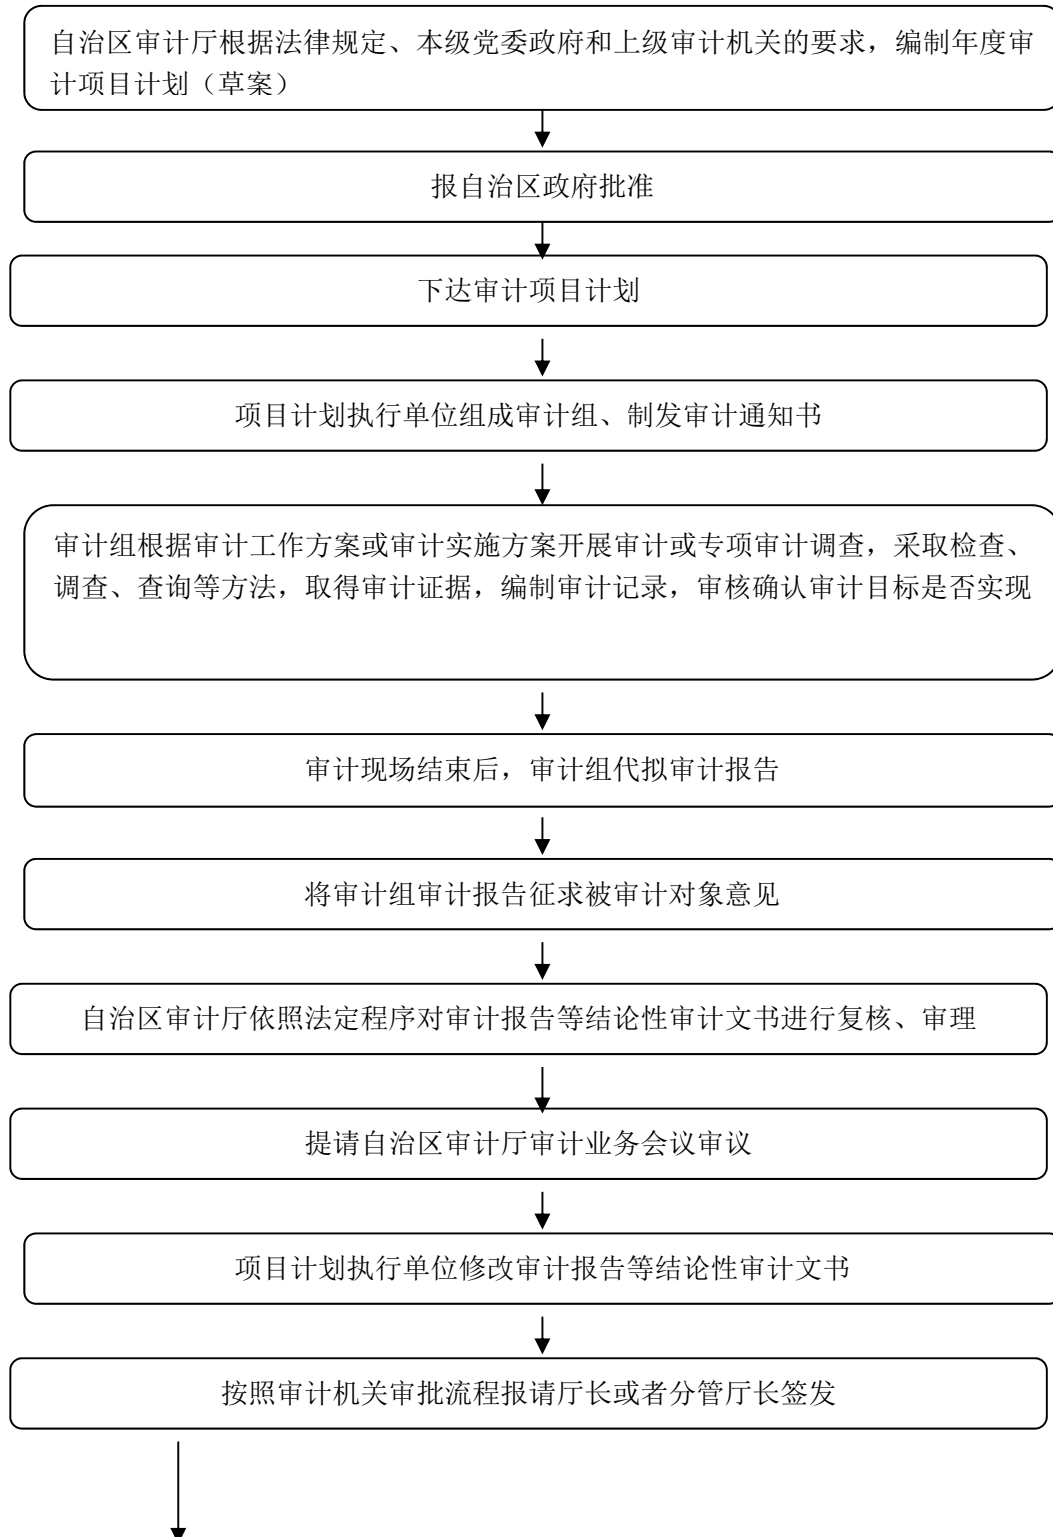 自治区审计厅根据法律规定、本级党委政府和上级审计机关的要求，编制年度审
计项目计划（草案）
报自治区政府批准
下达审计项目计划
项目计划执行单位组成审计组、制发审计通知书
审计组根据审计工作方案或审计实施方案开展审计或专项审计调查，采取检查、
调查、查询等方法，取得审计证据，编制审计记录，审核确认审计目标是否实现
审计现场结束后，审计组代拟审计报告
将审计组审计报告征求被审计对象意见
自治区审计厅依照法定程序对审计报告等结论性审计文书进行复核、审理
提请自治区审计厅审计业务会议审议
项目计划执行单位修改审计报告等结论性审计文书
按照审计机关审批流程报请厅长或者分管厅长签发